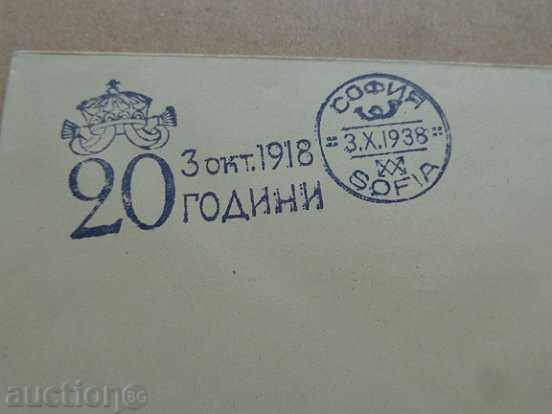 3 окт. 1918
20 ГОДИНИ
СОФИЯ
3.X.1938
SOFIA
auction BG